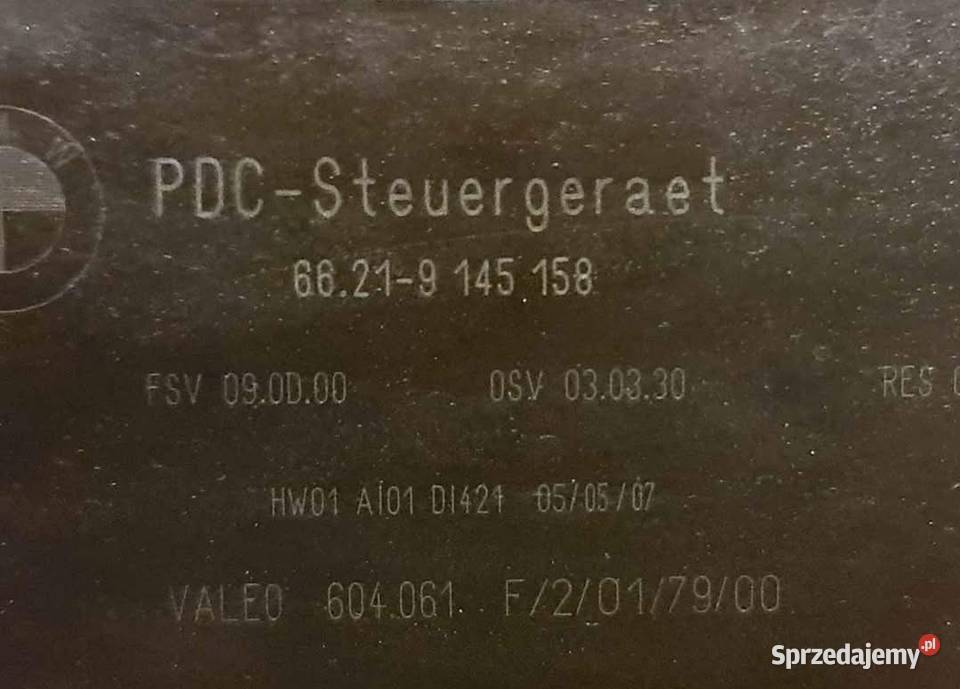 PDC-Steuergeraet
66.21-9 145 158
FSV 09.0D.00 OSV 03.03.30 RES
HW01 AI01 DI421 05/05/07
VALEO 604.061 F/2/01/79/00
Sprzedajemy.pl